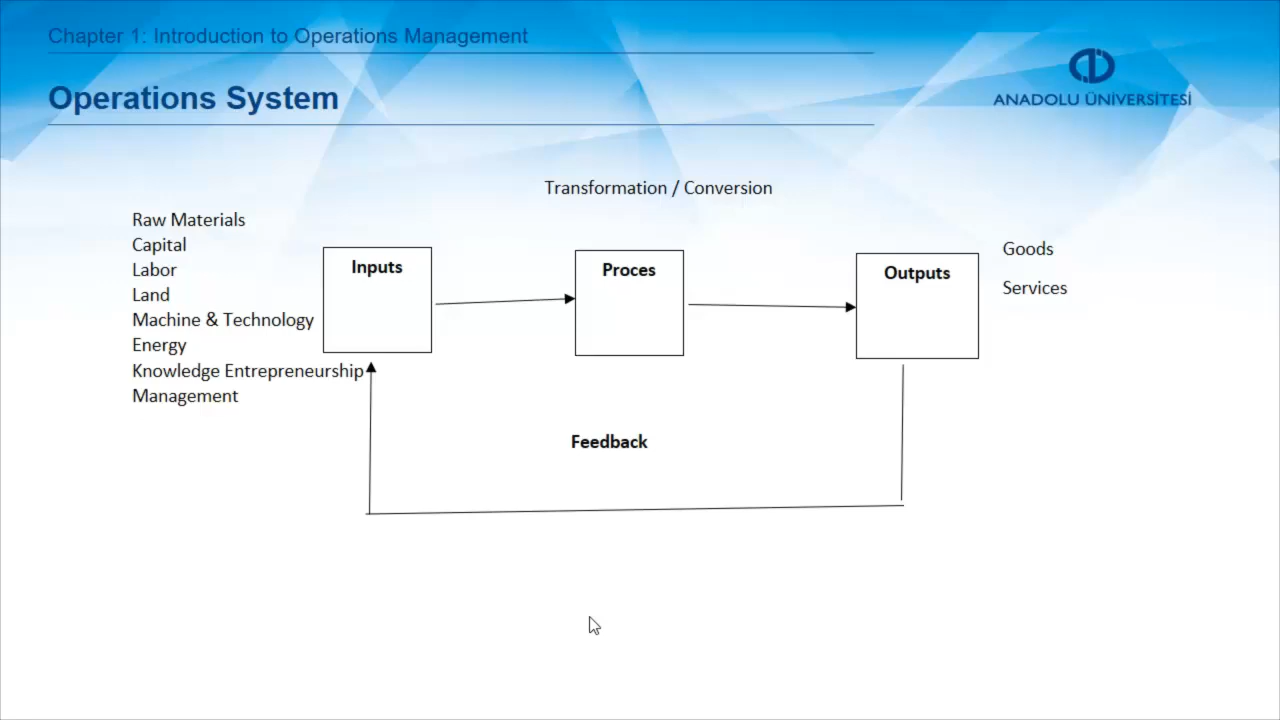 Chapter 1: Introduction to Operations Management
Operations System
ANADOLU ÜNİVERSİTESİ
Transformation / Conversion
Raw Materials
Capital
Labor
Land
Machine & Technology
Energy
Knowledge Entrepreneurship
Management
Inputs
Proces
Outputs
Goods
Services
Feedback